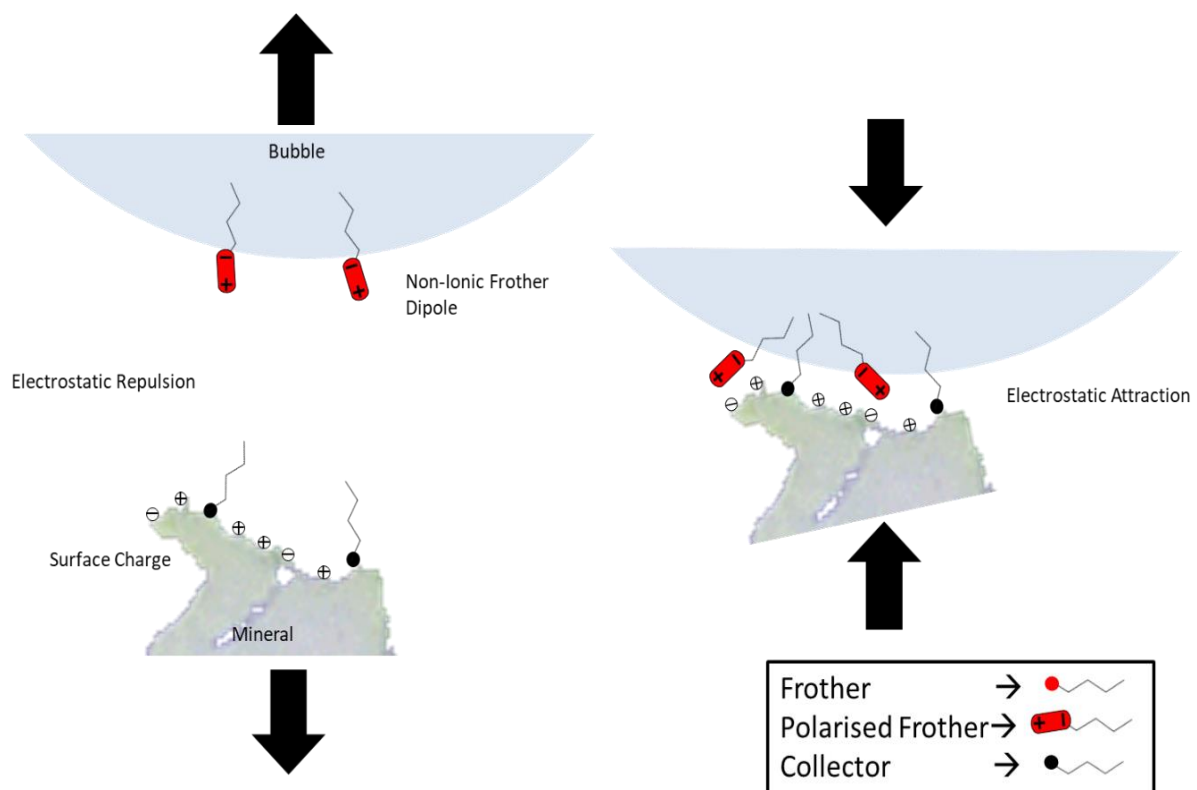 Bubble
Non-Ionic Frother
Dipole
Electrostatic Repulsion
Surface Charge
Mineral
Electrostatic Attraction
Frother →
Polarised Frother →
Collector →